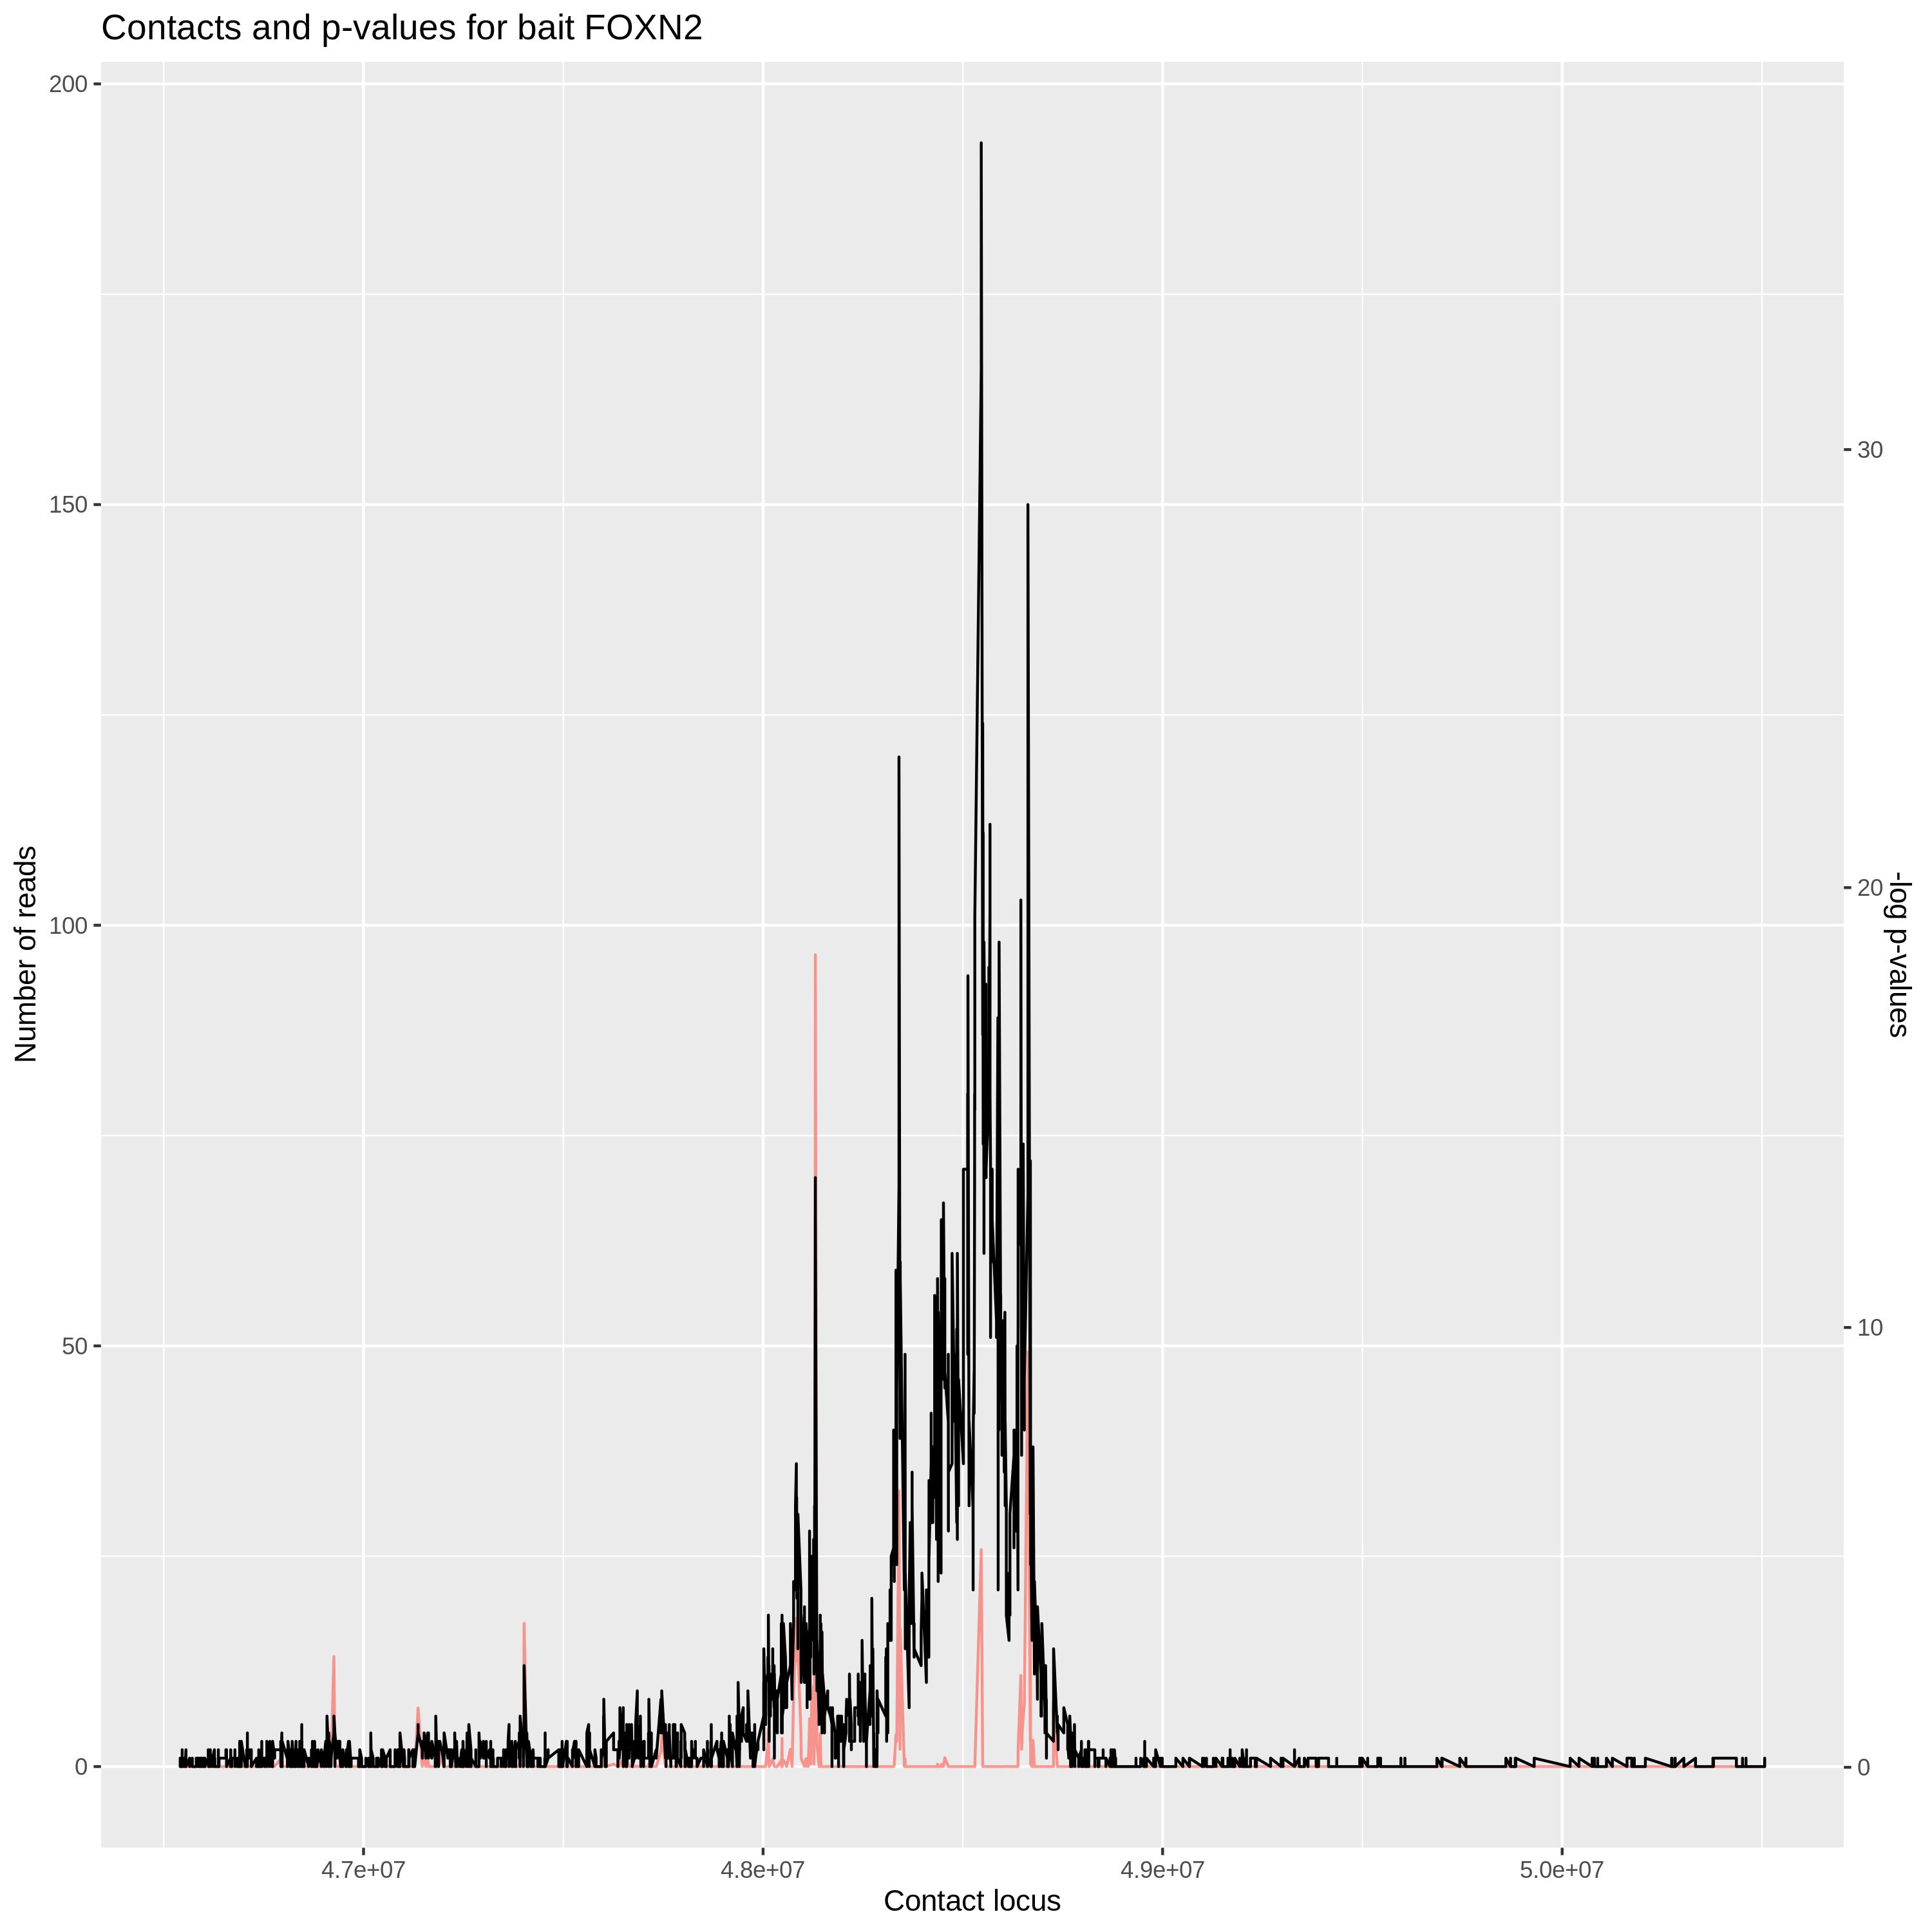 Contacts and p-values for bait FOXN2
200
150
100
50
0
Number of reads
30
20
10
0
-log p-values
4.7e+07
4.8e+07
4.9e+07
5.0e+07
Contact locus